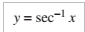 y = sec⁻¹ x